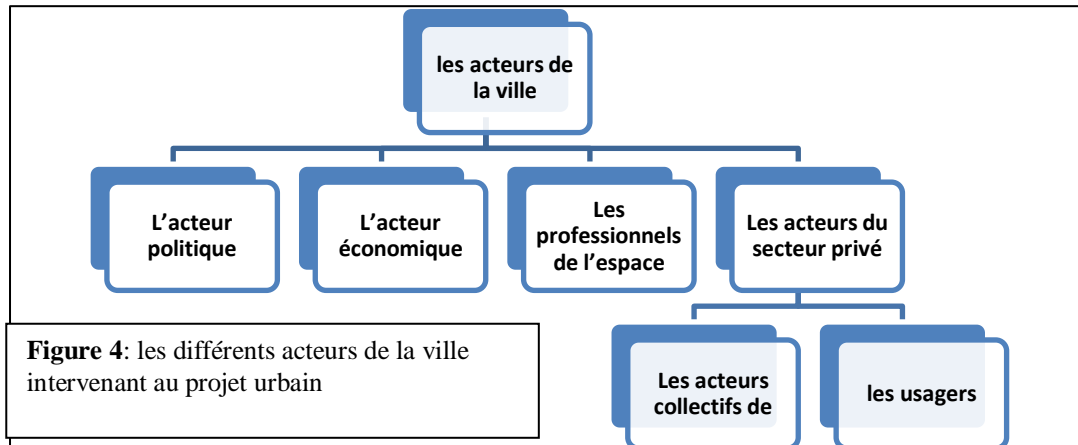 les acteurs de
la ville
L’acteur
politique
L’acteur
économique
Les
professionnels
de l’espace
Les acteurs du
secteur privé
Les acteurs
collectifs de
les usagers
Figure 4: les différents acteurs de la ville
intervenant au projet urbain